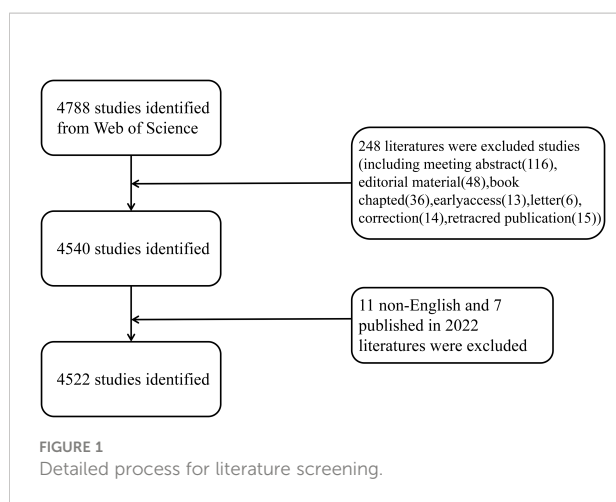 4788 studies identified
from Web of Science
248 literatures were excluded studies
(including meeting abstract(116),
editorial material(48),book
chapted(36),earlyaccess(13),letter(6),
correction(14),retracred publication(15))
4540 studies identified
11 non-English and 7
published in 2022
literatures were excluded
4522 studies identified
FIGURE 1
Detailed process for literature screening.